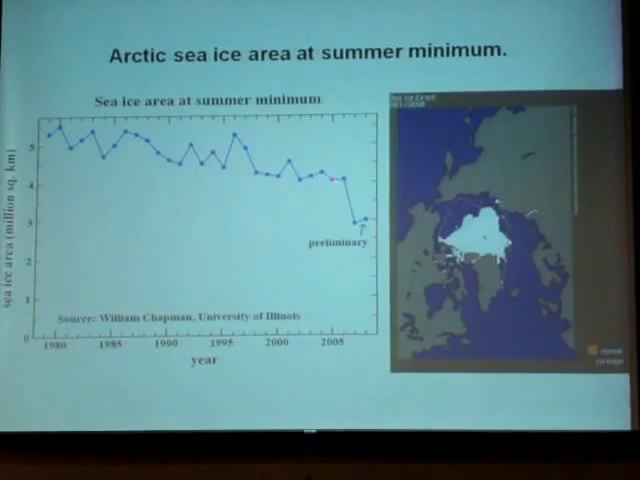 Arctic sea ice area at summer minimum.
Sea ice area at summer minimum
sea ice area (million sq. km)
5
4
3
2
1
0
preliminary
Source: William Chapman, University of Illinois
1980 1985 1990 1995 2000 2005
year